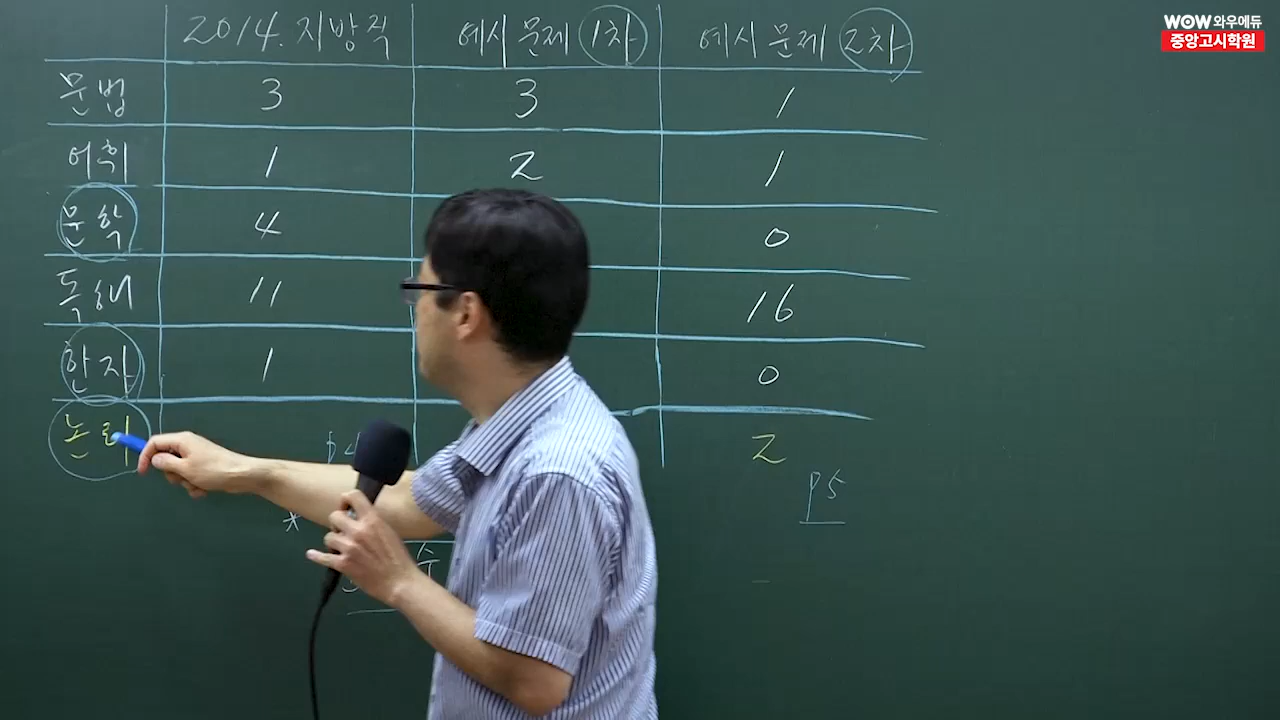 WOW 와우에듀
중앙고시학원
2014. 지방직 예시 문제 1차 예시 문제 2차
문법 3 3 1
어휘 1 2 1
문학 4 0
독해 11 16
한자 1 0
논리 2
P5
*
수